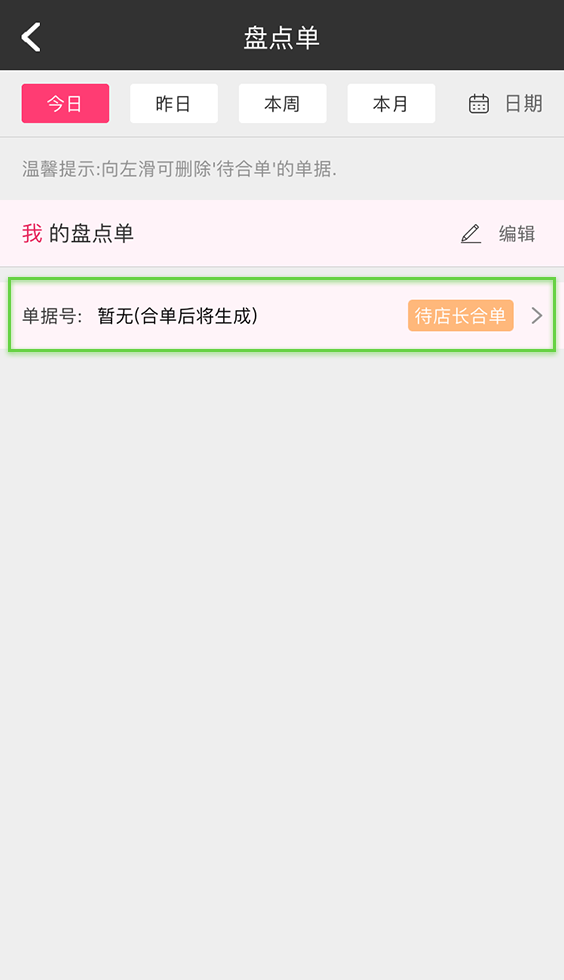 盘点单
今日 昨日 本周 本月 日期
温馨提示:向左滑可删除'待合单'的单据.
我 的盘点单 编辑
单据号: 暂无(合单后将生成) 待店长合单